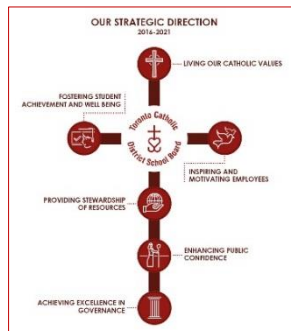 OUR STRATEGIC DIRECTION
2016-2021
LIVING OUR CATHOLIC VALUES
FOSTERING STUDENT
ACHIEVEMENT AND WELL BEING
Toronto Catholic
District School Board
INSPIRING AND
MOTIVATING EMPLOYEES
PROVIDING STEWARDSHIP
OF RESOURCES
ENHANCING PUBLIC
CONFIDENCE
ACHIEVING EXCELLENCE IN
GOVERNANCE